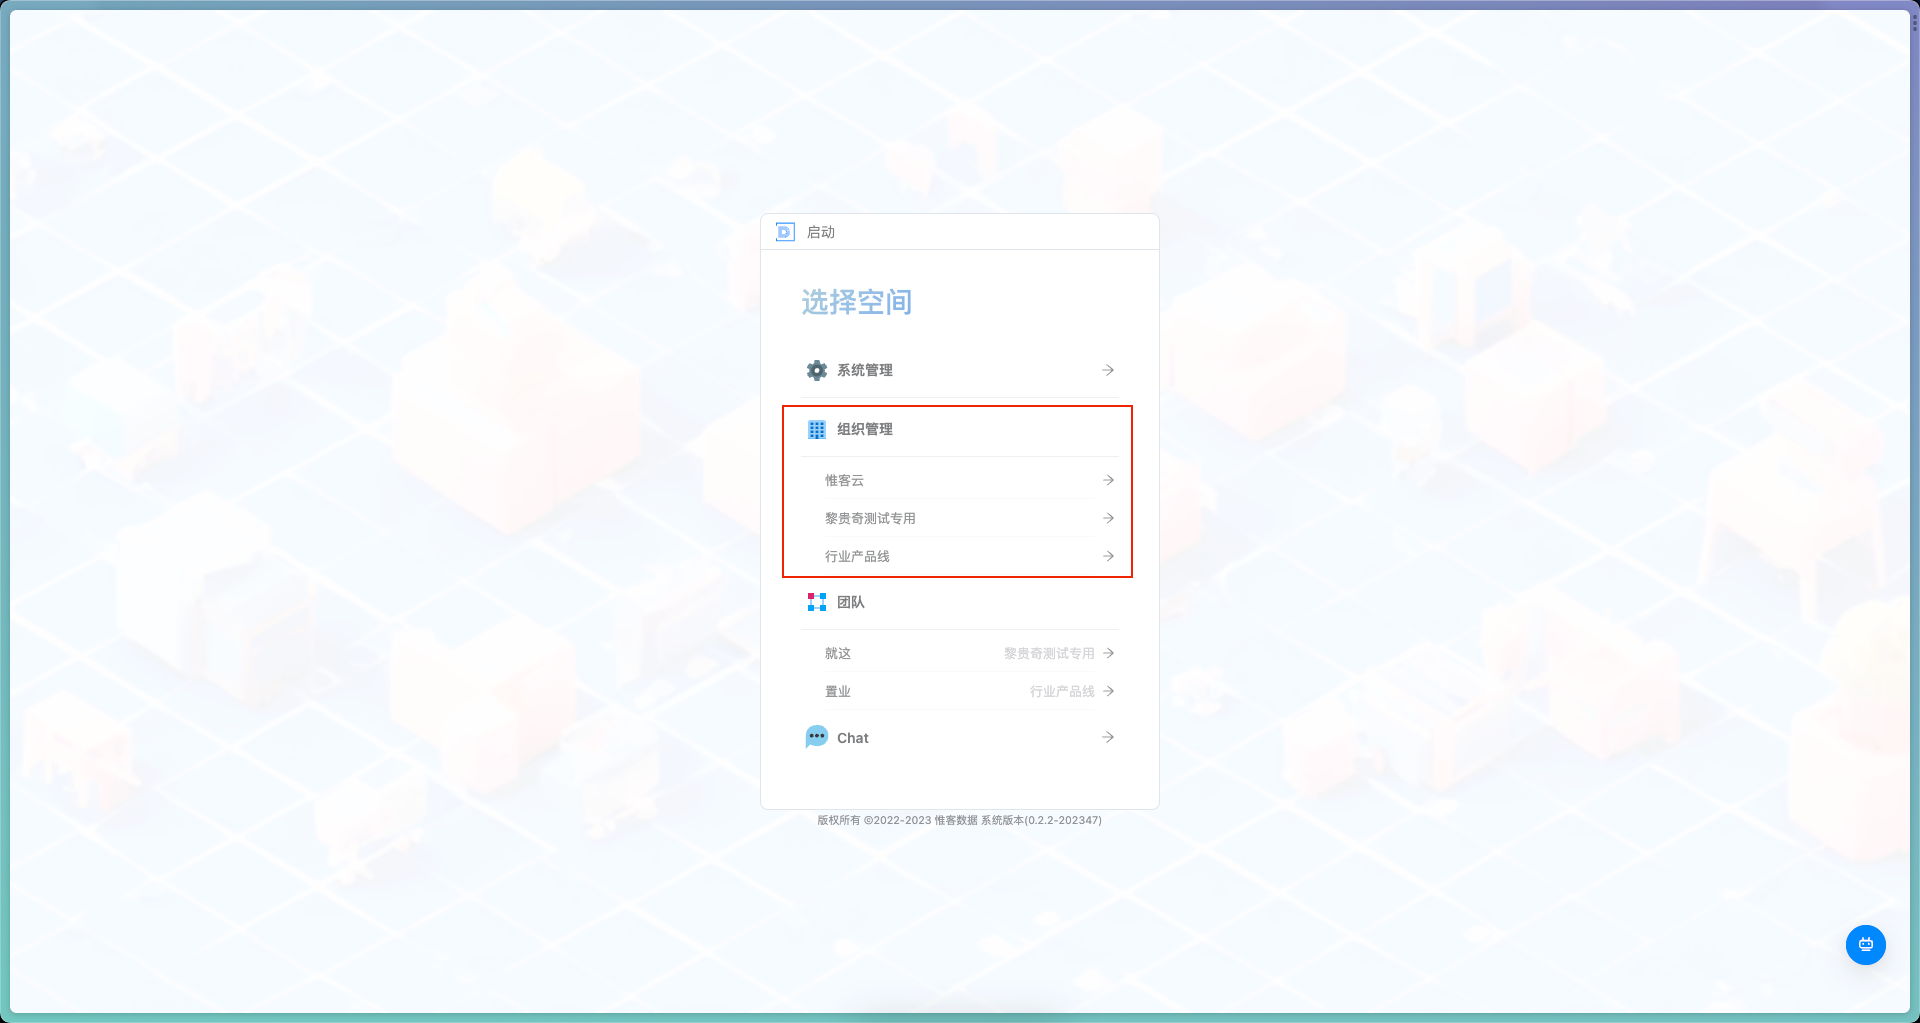 启动
选择空间
系统管理
组织管理
惟客云
黎贵奇测试专用
行业产品线
团队
就这 黎贵奇测试专用
置业 行业产品线
Chat
版权所有 ©2022-2023 惟客数据 系统版本(0.2.2-202347)